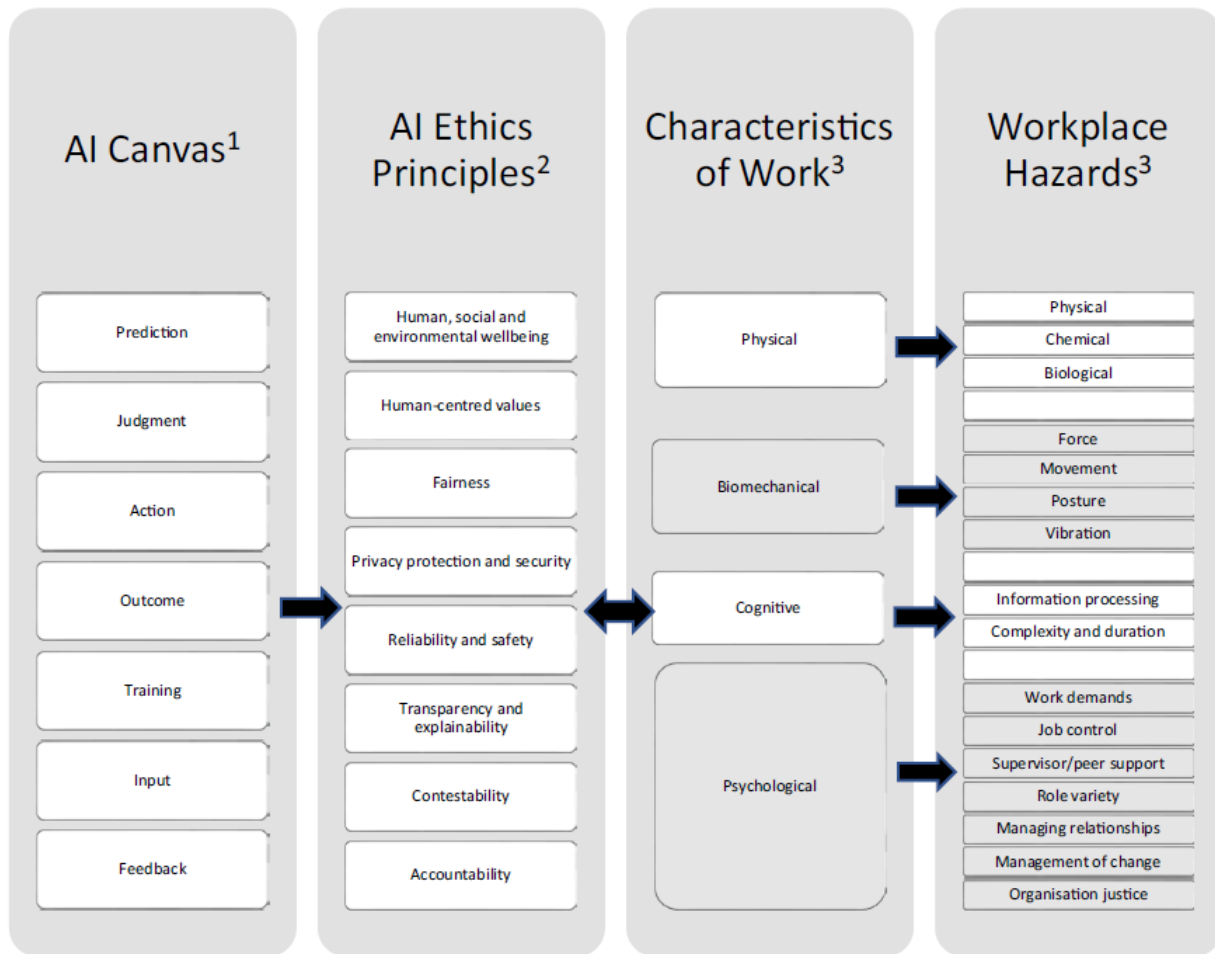 AI Canvas¹
Prediction
Judgment
Action
Outcome
Training
Input
Feedback
AI Ethics
Principles²
Human, social and
environmental wellbeing
Human-centred values
Fairness
Privacy protection and security
Reliability and safety
Transparency and
explainability
Contestability
Accountability
Characteristics
of Work³
Physical
Biomechanical
Cognitive
Psychological
Workplace
Hazards³
Physical
Chemical
Biological
Force
Movement
Posture
Vibration
Information processing
Complexity and duration
Work demands
Job control
Supervisor/peer support
Role variety
Managing relationships
Management of change
Organisation justice